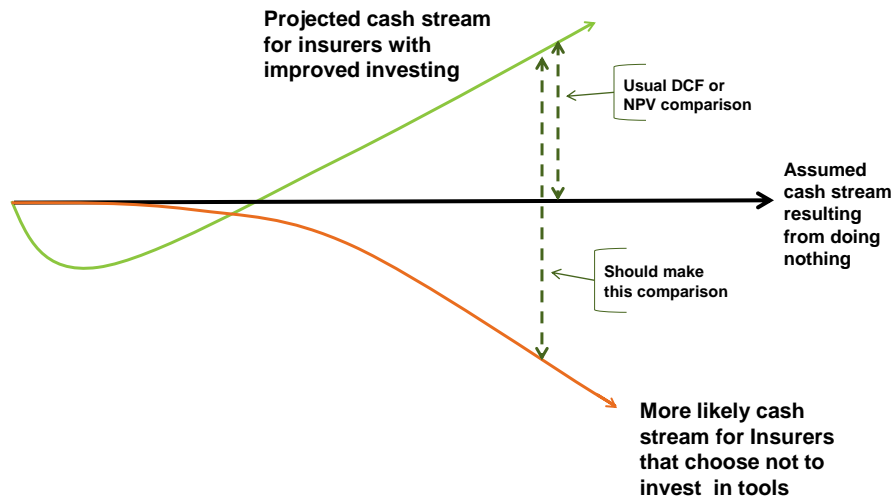 Projected cash stream
for insurers with
improved investing
Usual DCF or
NPV comparison
Assumed
cash stream
resulting
from doing
nothing
Should make
this comparison
More likely cash
stream for Insurers
that choose not to
invest in tools